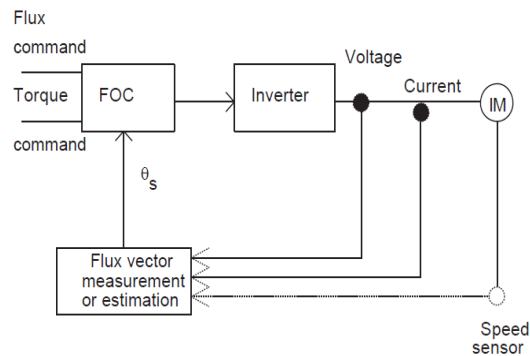 Flux
command
Torque
command
FOC
Inverter
Voltage
Current
IM
θs
Flux vector
measurement
or estimation
Speed
sensor